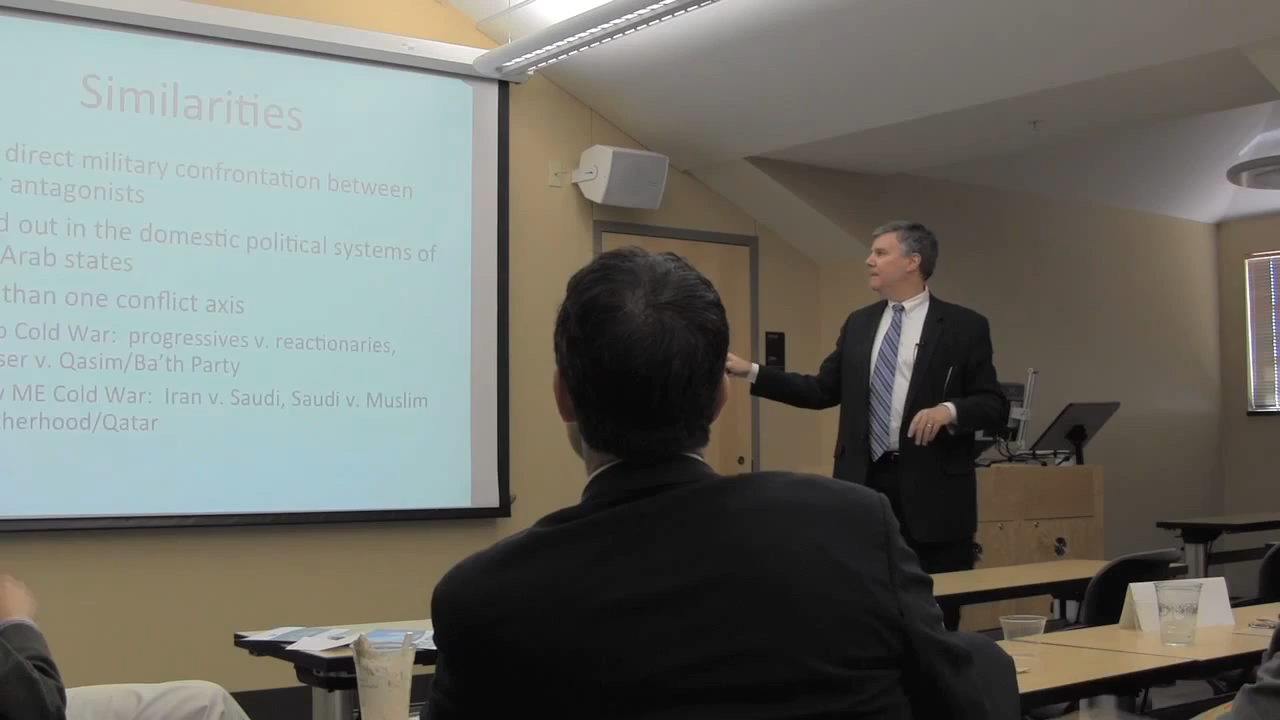 Similarities
direct military confrontation between
antagonists
d out in the domestic political systems of
Arab states
than one conflict axis
o Cold War: progressives v. reactionaries,
ser v. Qasim/Ba'th Party
v ME Cold War: Iran v. Saudi, Saudi v. Muslim
therhood/Qatar